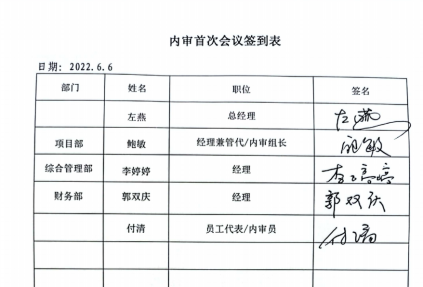 内审首次会议签到表
日期: 2022.6.6
部门 姓名 职位 签名
左燕 总经理 左燕
项目部 鲍敏 经理兼管代/内审组长 鲍敏
综合管理部 李婷婷 经理 李婷婷
财务部 郭双庆 经理 郭双庆
付清 员工代表/内审员 付清